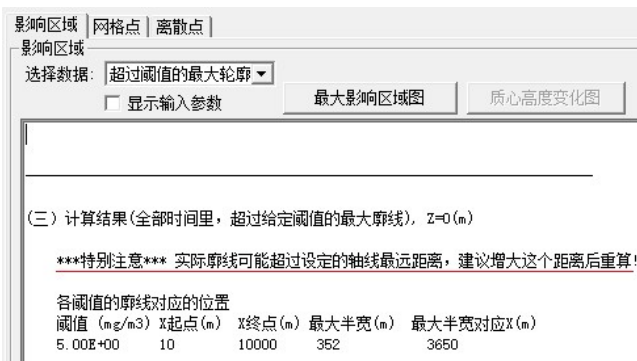 影响区域 网格点 离散点
影响区域
选择数据: 超过阈值的最大轮廓
显示输入参数 最大影响区域图 质心高度变化图
(三) 计算结果(全部时间里，超过给定阈值的最大廓线), Z=0(m)
***特别注意*** 实际廓线可能超过设定的轴线最远距离，建议增大这个距离后重算!
各阈值的廓线对应的位置
阈值 (mg/m3) X起点(m) X终点(m) 最大半宽(m) 最大半宽对应X(m)
5.00E+00 10 10000 352 3650